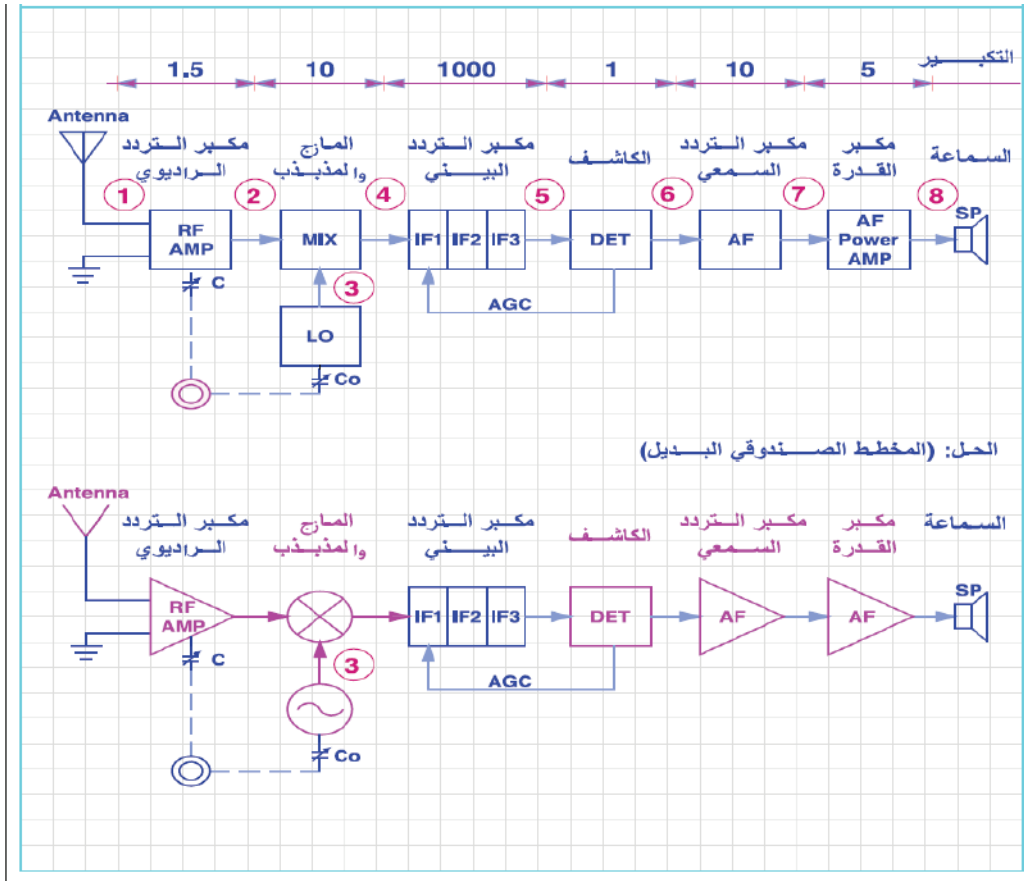 التكبير
1.5 10 1000 1 10 5
Antenna
مكبر التردد الراديوي
المازج والمذبذب
مكبر التردد البيني
الكاشف
مكبر التردد السمعي
مكبر القدرة
السماعة
1 2 4 5 6 7 8
RF AMP
MIX
IF1 IF2 IF3
DET
AF
AF Power AMP
SP
C
3
AGC
LO
Co
الحل: (المخطط الصندوقي البديل)
Antenna
مكبر التردد الراديوي
المازج والمذبذب
مكبر التردد البيني
الكاشف
مكبر التردد السمعي
مكبر القدرة
السماعة
RF AMP
IF1 IF2 IF3
DET
AF
AF
SP
C
3
AGC
Co